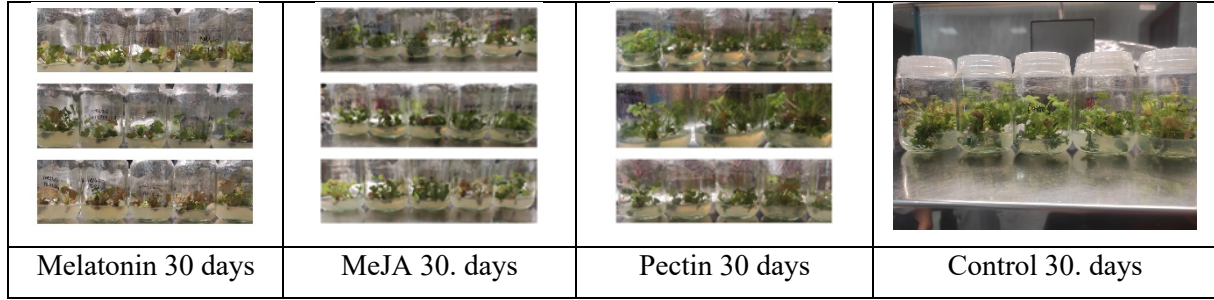 Melatonin 30 days
MeJA 30. days
Pectin 30 days
Control 30. days